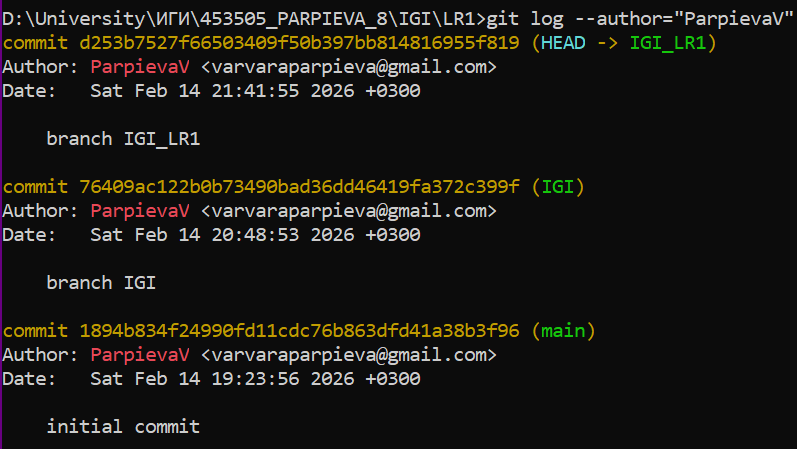 D:\University\ИГИ\453505_PARPIEVA_8\IGI\LR1>git log --author="ParpievaV"
commit d253b7527f66503409f50b397bb814816955f819 (HEAD -> IGI_LR1)
Author: ParpievaV <varvaraparpieva@gmail.com>
Date:   Sat Feb 14 21:41:55 2026 +0300

    branch IGI_LR1

commit 76409ac122b0b73490bad36dd46419fa372c399f (IGI)
Author: ParpievaV <varvaraparpieva@gmail.com>
Date:   Sat Feb 14 20:48:53 2026 +0300

    branch IGI

commit 1894b834f24990fd11cdc76b863dfd41a38b3f96 (main)
Author: ParpievaV <varvaraparpieva@gmail.com>
Date:   Sat Feb 14 19:23:56 2026 +0300

    initial commit